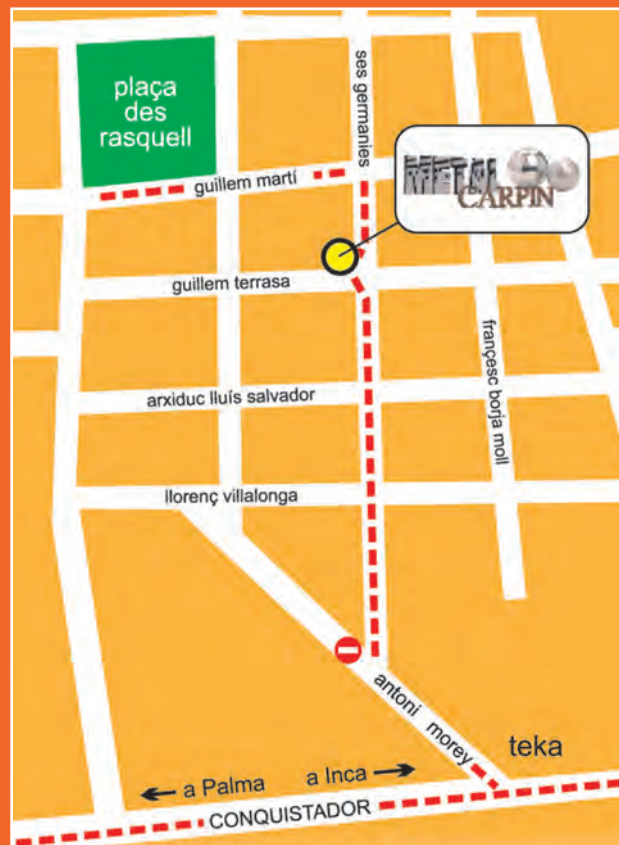 plaça
des
rasquell
ses germanies
guillem martí
METAL
CARPIN
guillem terrasa
françesc borja moll
arxiduc lluís salvador
llorenç villalonga
antoni morey
teka
a Palma a Inca
CONQUISTADOR